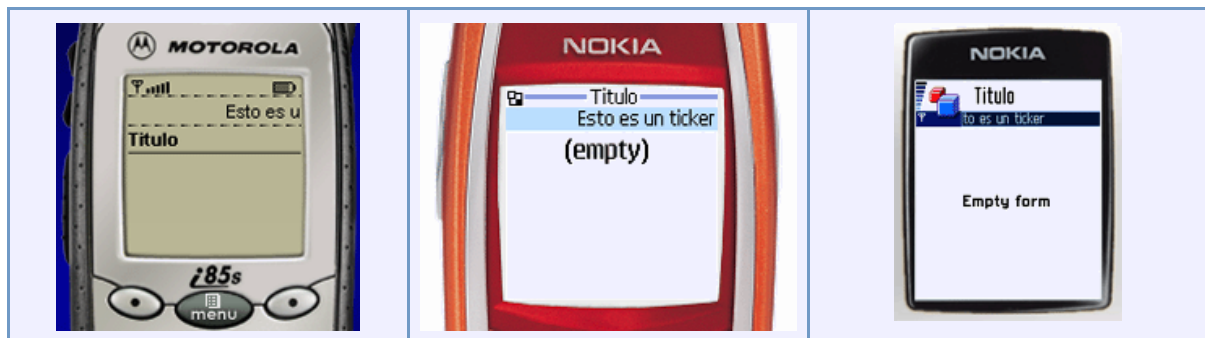 MOTOROLA
Esto es u
Titulo
i85s
menu
NOKIA
Titulo
Esto es un ticker
(empty)
NOKIA
Titulo
to es un ticker
Empty form